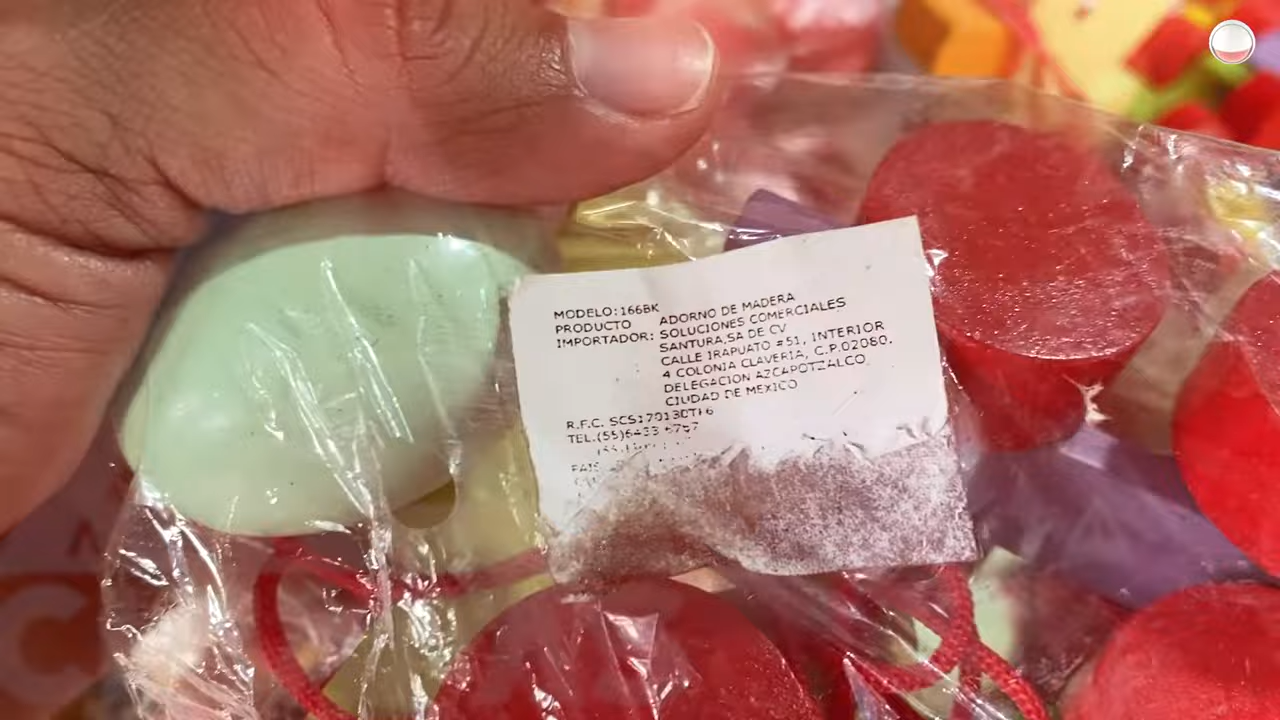 MODELO:166BK
PRODUCTO ADORNO DE MADERA
IMPORTADOR: SOLUCIONES COMERCIALES
SANTURA,SA DE CV
CALLE IRAPUATO #51, INTERIOR
4 COLONIA CLAVERIA, C.P.02080,
DELEGACION AZCAPOTZALCO,
CIUDAD DE MEXICO
R.F.C.
TEL.